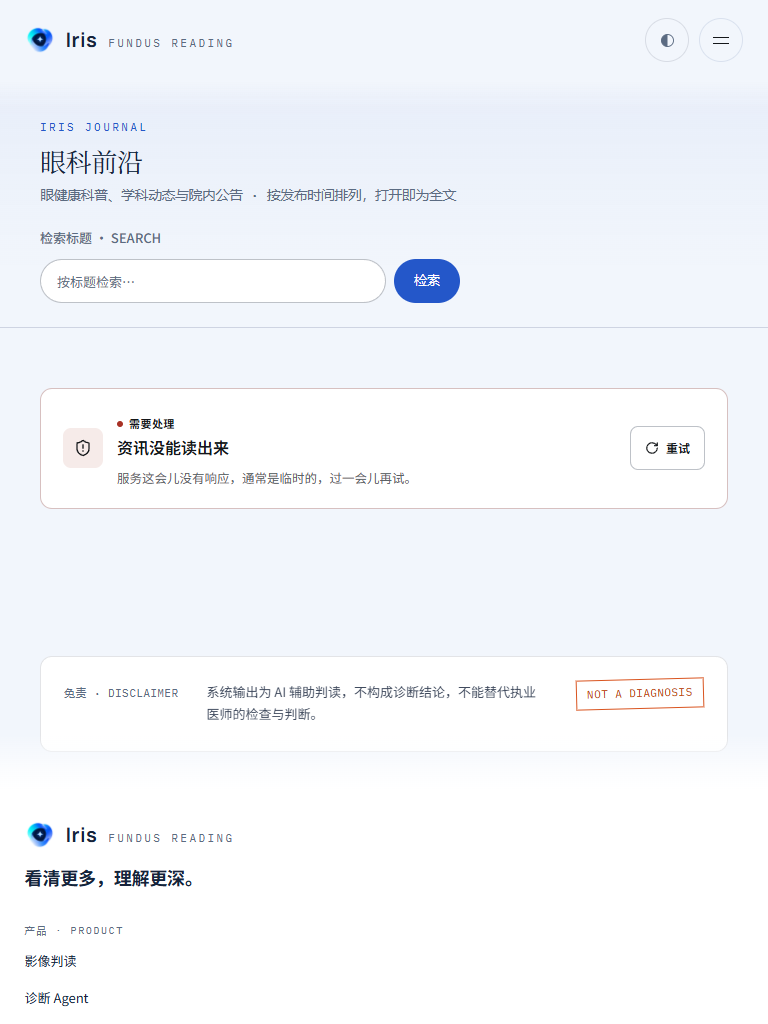 Iris FUNDUS READING
IRIS JOURNAL
眼科前沿
眼健康科普、学科动态与院内公告 · 按发布时间排列，打开即为全文
检索标题 · SEARCH
按标题检索…
检索
需要处理
资讯没能读出来
服务这会儿没有响应，通常是临时的，过一会儿再试。
重试
免责 · DISCLAIMER
系统输出为 AI 辅助判读，不构成诊断结论，不能替代执业
医师的检查与判断。
NOT A DIAGNOSIS
Iris FUNDUS READING
看清更多，理解更深。
产品 · PRODUCT
影像判读
诊断 Agent